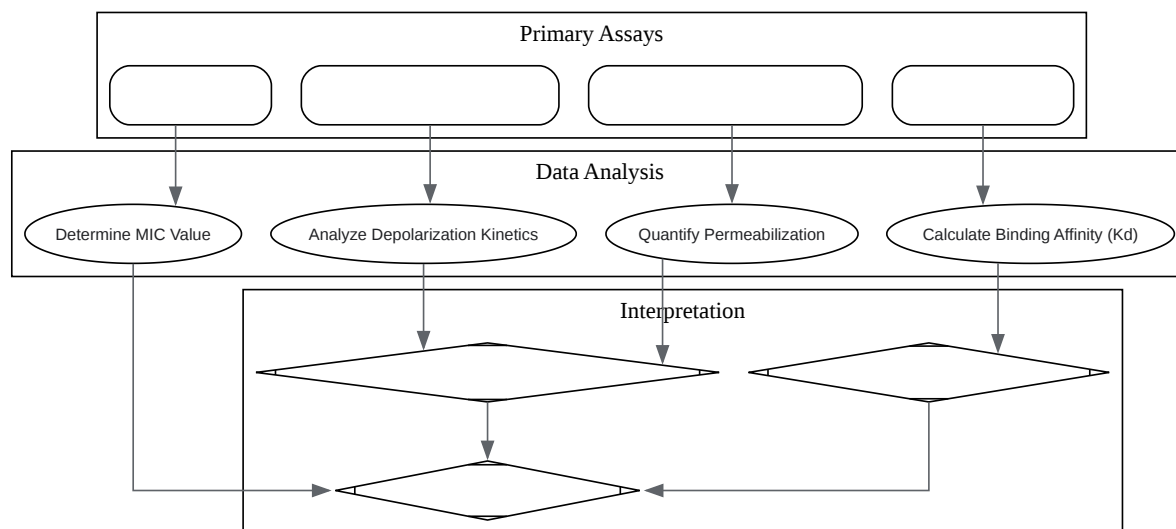 Primary Assays
Data Analysis
Determine MIC Value
Analyze Depolarization Kinetics
Quantify Permeabilization
Calculate Binding Affinity (Kd)
Interpretation